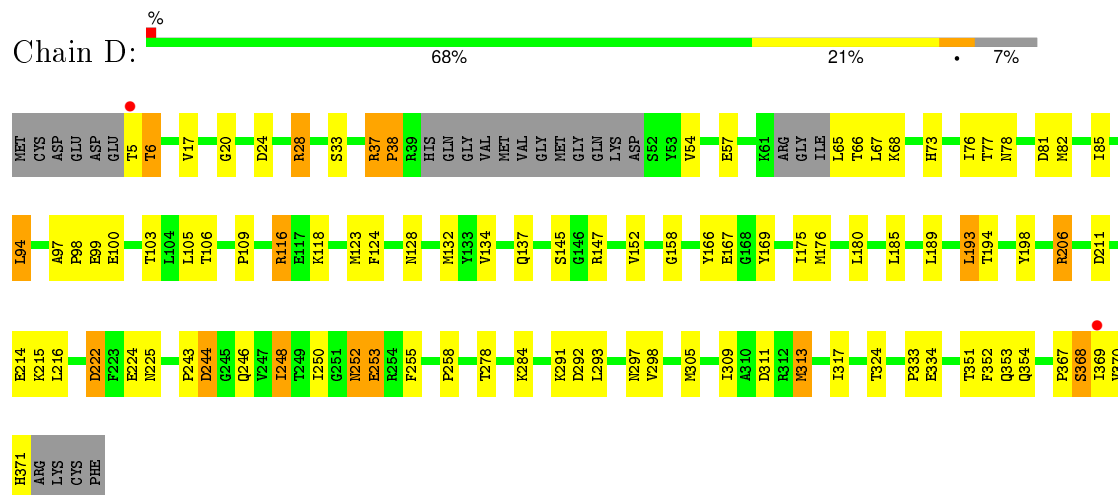 %
Chain D:
68% 21% • 7%
MET CYS ASP GLU ASP GLU T5 T6 V17 G20 D24 R28 S33 R37 P38 R39 HIS GLN GLY VAL MET VAL GLY MET GLY GLN LYS ASP S52 Y53 V54 E57 K61 ARG GLY ILE L65 T66 L67 K68 H73 I76 T77 N78 D81 M82 I85
L94 A97 P98 E99 E100 T103 L104 L105 T106 P109 R116 E117 K118 M123 F124 N128 M132 Y133 V134 Q137 S145 G146 R147 V152 G158 Y166 E167 G168 Y169 I175 M176 L180 L185 L189 L193 T194 Y198 R206 D211
E214 K215 L216 D222 F223 E224 N225 P243 D244 G245 Q246 V247 I248 T249 I250 G251 N252 E253 R254 F255 P258 T278 K284 K291 D292 L293 N297 V298 M305 I309 A310 D311 R312 M313 I317 T324 P333 E334 T351 F352 Q353 Q354 P367 S368 I369 V370
H371 ARG LYS CYS PHE